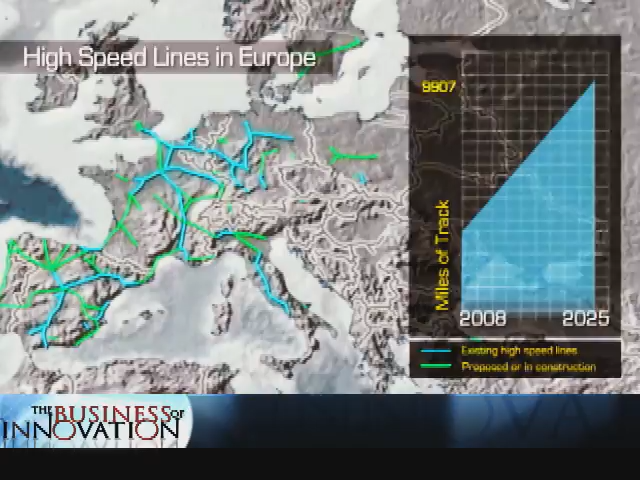 High Speed Lines in Europe
9907
Miles of Track
2008 2025
Existing high speed lines
Proposed or in construction
THE BUSINESS OF
INNOVATION